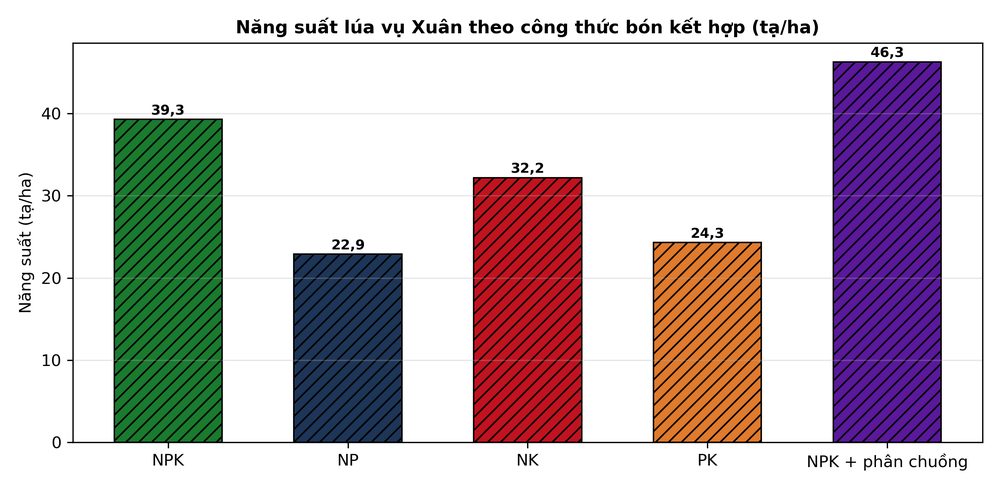 Năng suất lúa vụ Xuân theo công thức bón kết hợp (tạ/ha)
Năng suất (tạ/ha)
40
30
20
10
0
39,3
22,9
32,2
24,3
46,3
NPK
NP
NK
PK
NPK + phân chuồng